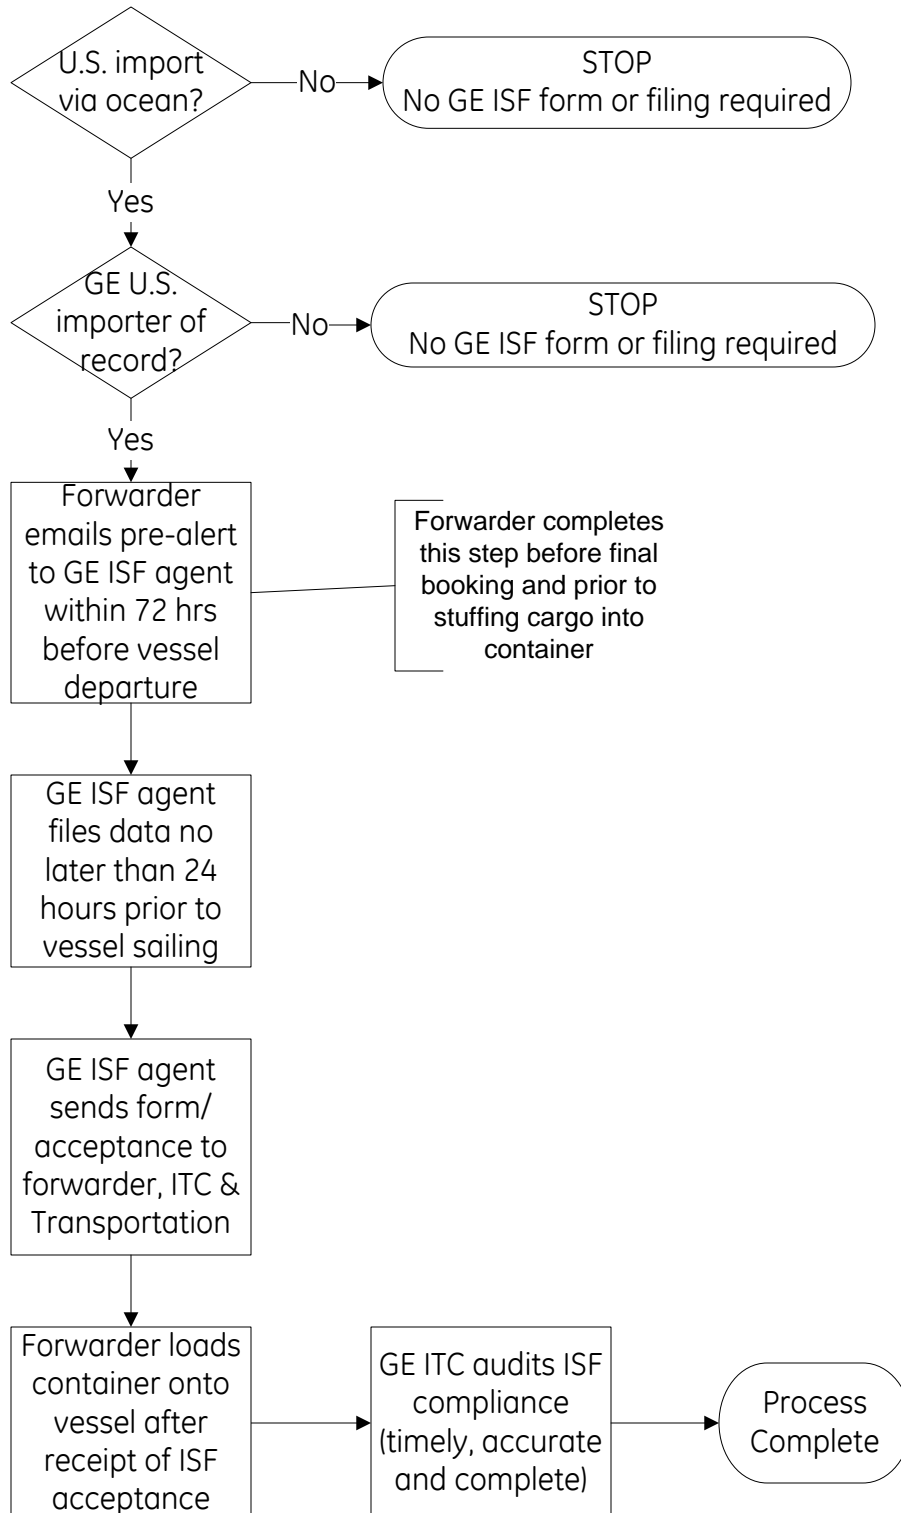 U.S. import
via ocean?
No
STOP
No GE ISF form or filing required
Yes
GE U.S.
importer of
record?
No
STOP
No GE ISF form or filing required
Yes
Forwarder
emails pre-alert
to GE ISF agent
within 72 hrs
before vessel
departure
Forwarder completes
this step before final
booking and prior to
stuffing cargo into
container
GE ISF agent
files data no
later than 24
hours prior to
vessel sailing
GE ISF agent
sends form/
acceptance to
forwarder, ITC &
Transportation
Forwarder loads
container onto
vessel after
receipt of ISF
acceptance
GE ITC audits ISF
compliance
(timely, accurate
and complete)
Process
Complete